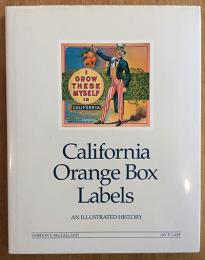 I
GROW
THESE
MYSELF
IN
CALIFORNIA
California
Orange Box
Labels
AN ILLUSTRATED HISTORY
GORDON T. McCLELLAND
JAY T. LAST